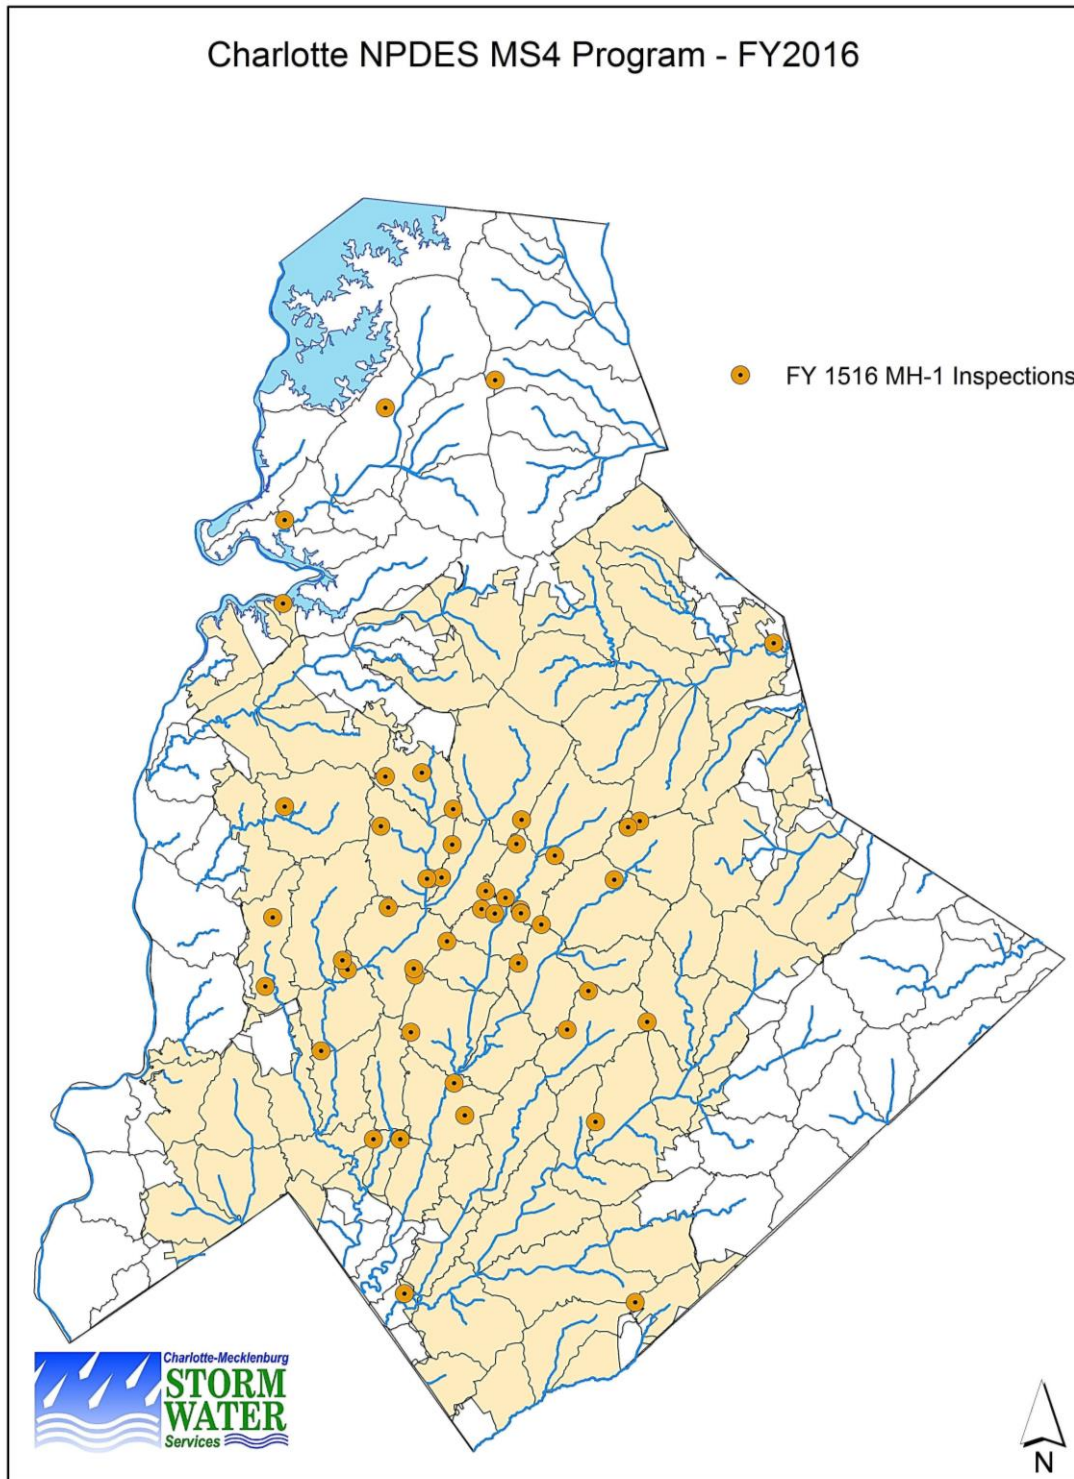 Charlotte NPDES MS4 Program - FY2016
FY 1516 MH-1 Inspections
Charlotte-Mecklenburg
STORM
WATER
Services
N